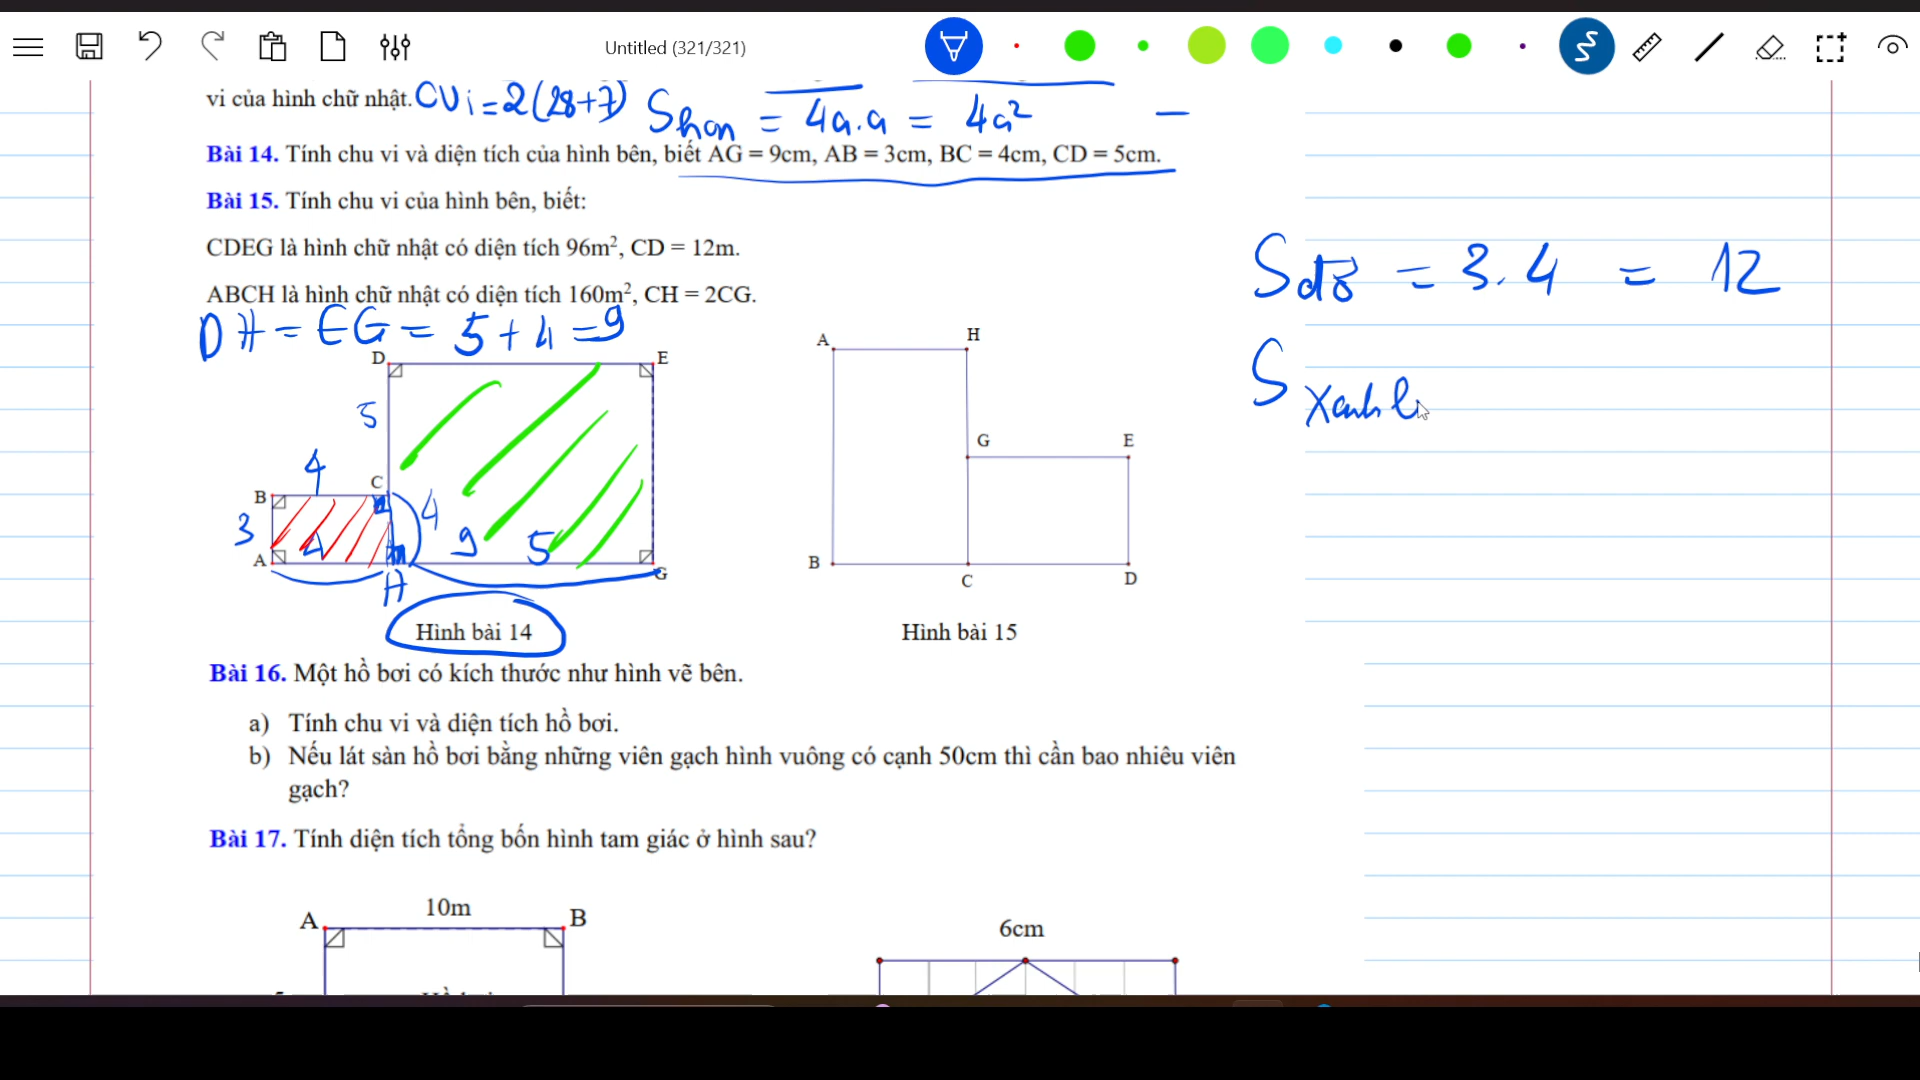 Untitled (321/321)
vi của hình chữ nhật. CVi = 2(28+7) Shcn = 4a.a = 4a²
Bài 14. Tính chu vi và diện tích của hình bên, biết AG = 9cm, AB = 3cm, BC = 4cm, CD = 5cm.
Bài 15. Tính chu vi của hình bên, biết:
CDEG là hình chữ nhật có diện tích 96m², CD = 12m.
ABCH là hình chữ nhật có diện tích 160m², CH = 2CG.
DH = EG = 5 + 4 = 9
Sđỏ = 3.4 = 12
S xanh l
D E
5
4
B C
3 4
4 9 5
A H G
Hình bài 14
A H
G E
B C D
Hình bài 15
Bài 16. Một hồ bơi có kích thước như hình vẽ bên.
a) Tính chu vi và diện tích hồ bơi.
b) Nếu lát sàn hồ bơi bằng những viên gạch hình vuông có cạnh 50cm thì cần bao nhiêu viên
gạch?
Bài 17. Tính diện tích tổng bốn hình tam giác ở hình sau?
A 10m B
6cm